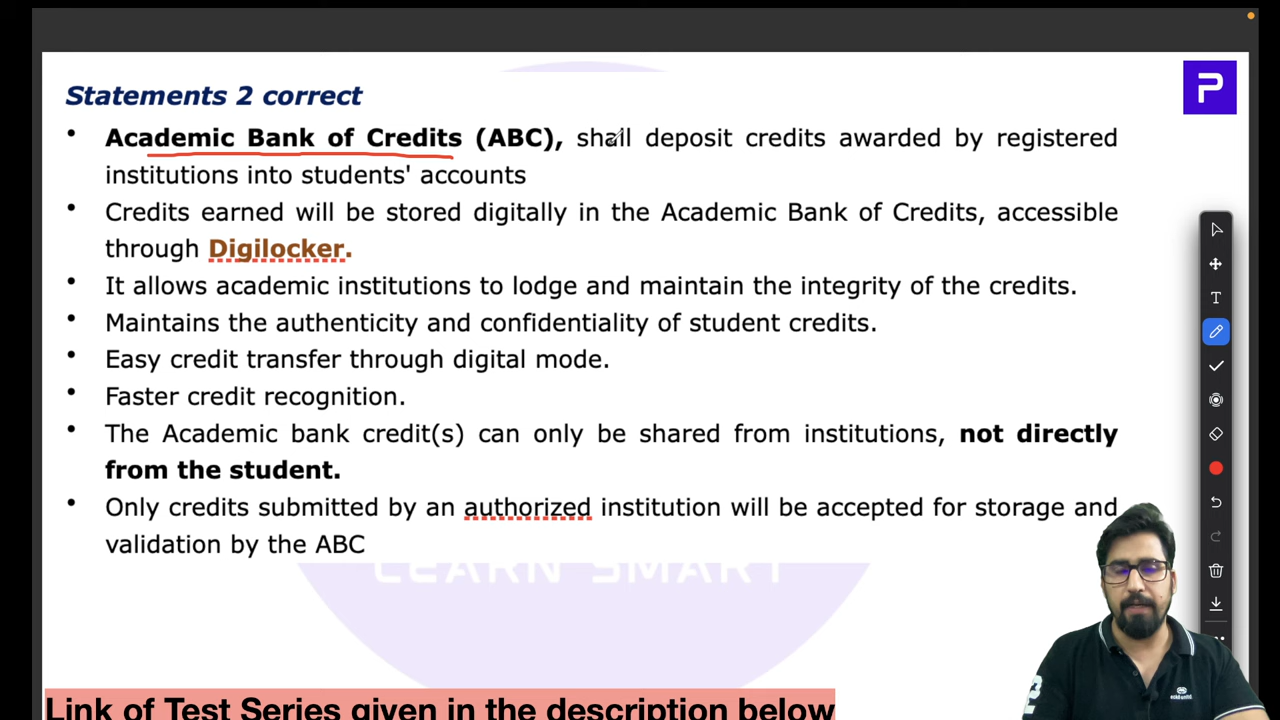 Statements 2 correct
• Academic Bank of Credits (ABC), shall deposit credits awarded by registered
institutions into students' accounts
• Credits earned will be stored digitally in the Academic Bank of Credits, accessible
through Digilocker.
• It allows academic institutions to lodge and maintain the integrity of the credits.
• Maintains the authenticity and confidentiality of student credits.
• Easy credit transfer through digital mode.
• Faster credit recognition.
• The Academic bank credit(s) can only be shared from institutions, not directly
from the student.
• Only credits submitted by an authorized institution will be accepted for storage and
validation by the ABC
LEARN SMART
Link of Test Series given in the description below
P
T
2